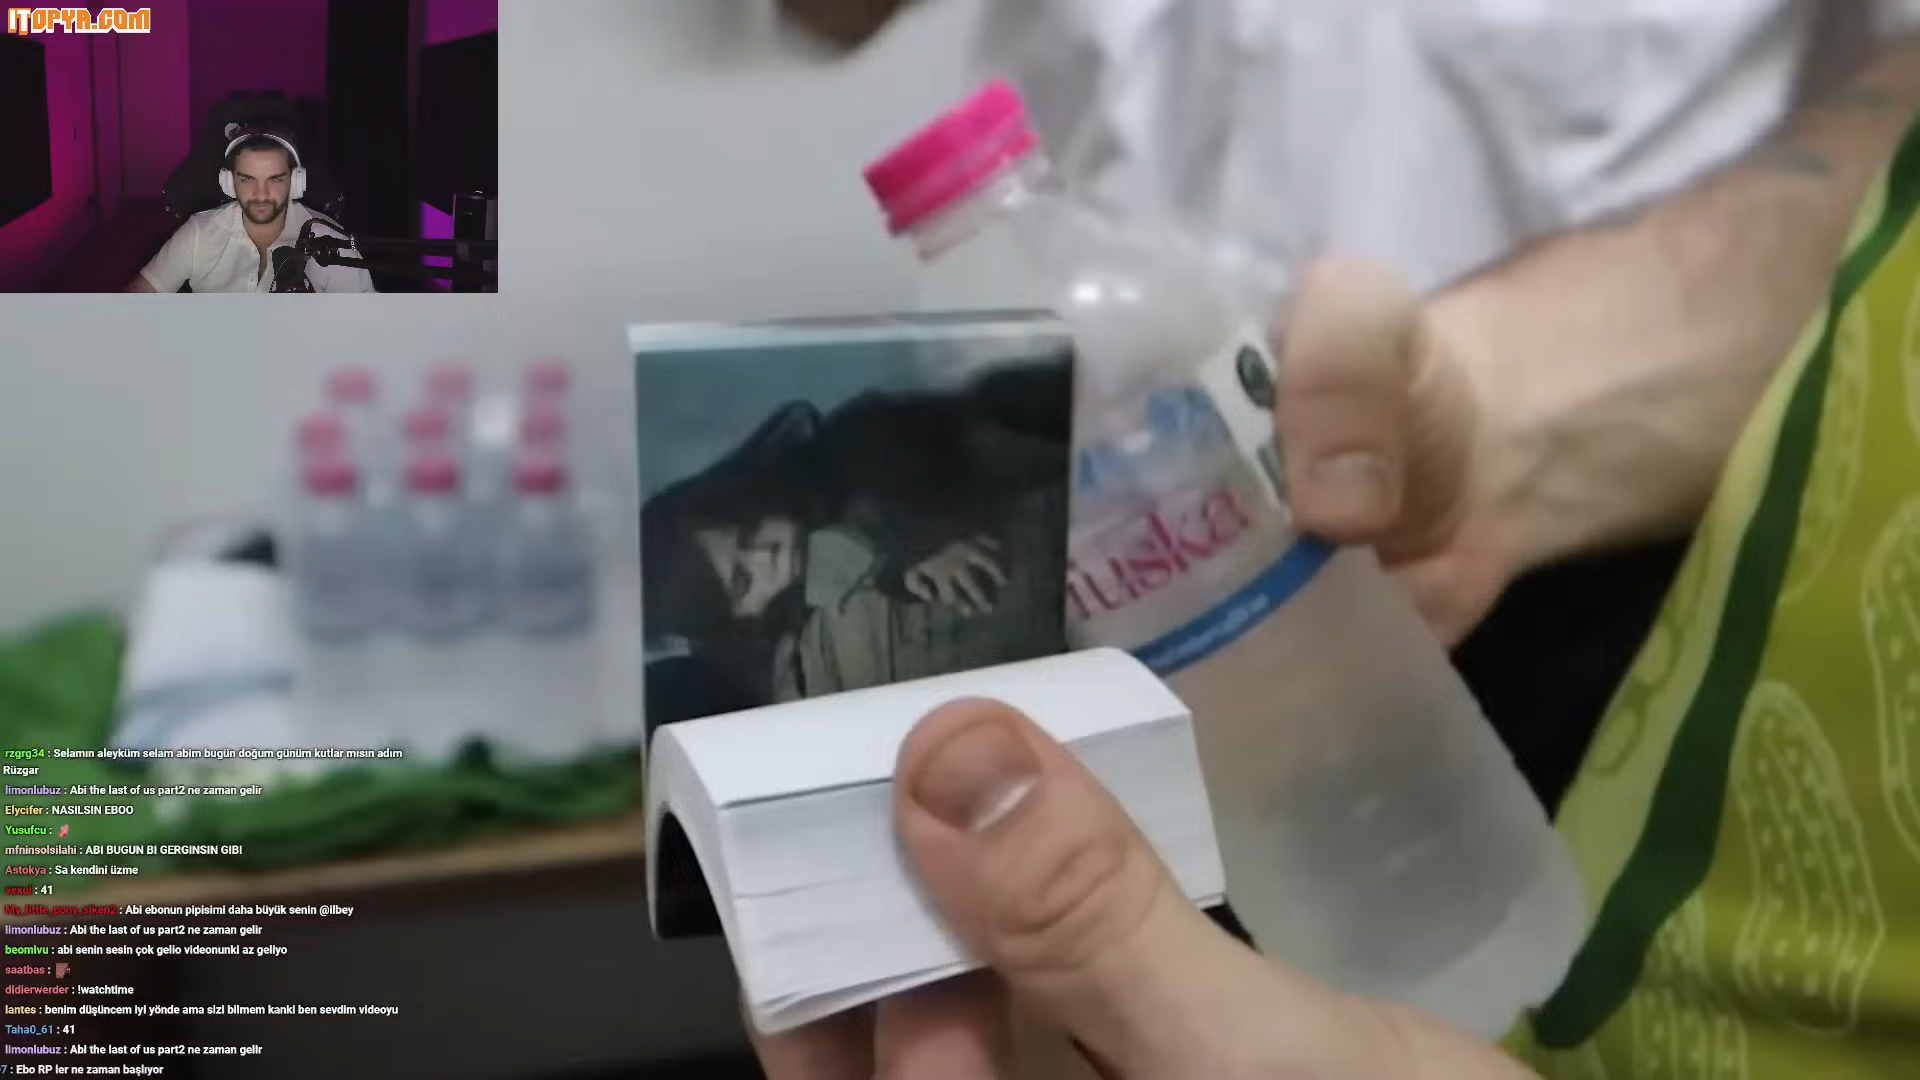 ITOPYA.COM
fuska
rzgrg34 : Selamın aleyküm selam abim bugün doğum günüm kutlar mısın adım
Rüzgar
limonlubuz : Abi the last of us part2 ne zaman gelir
Elycifer : NASILSIN EBOO
Yusufcu :
mfninsolsilahi : ABI BUGUN BI GERGINSIN GIBI
Astokya : Sa kendini üzme
vexul : 41
My_little_pony_siken2 : Abi ebonun pipisimi daha büyük senin @ilbey
limonlubuz : Abi the last of us part2 ne zaman gelir
beomivu : abi senin sesin çok gelio videonunki az geliyo
saatbas :
didierwerder : !watchtime
lantes : benim düşüncem iyi yönde ama sizi bilmem kanki ben sevdim videoyu
Taha0_61 : 41
limonlubuz : Abi the last of us part2 ne zaman gelir
7 : Ebo RP ler ne zaman başlıyor